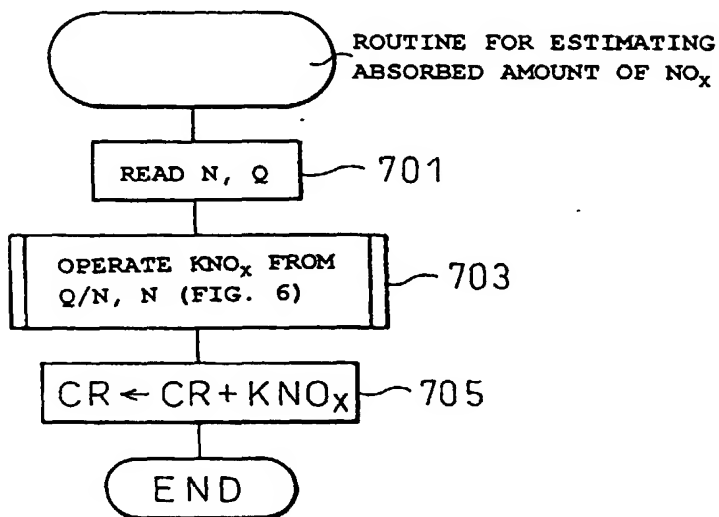 ROUTINE FOR ESTIMATING
ABSORBED AMOUNT OF NOX
READ N, Q
701
OPERATE KNOX FROM
Q/N, N (FIG. 6)
703
CR ← CR + KNOX
705
END